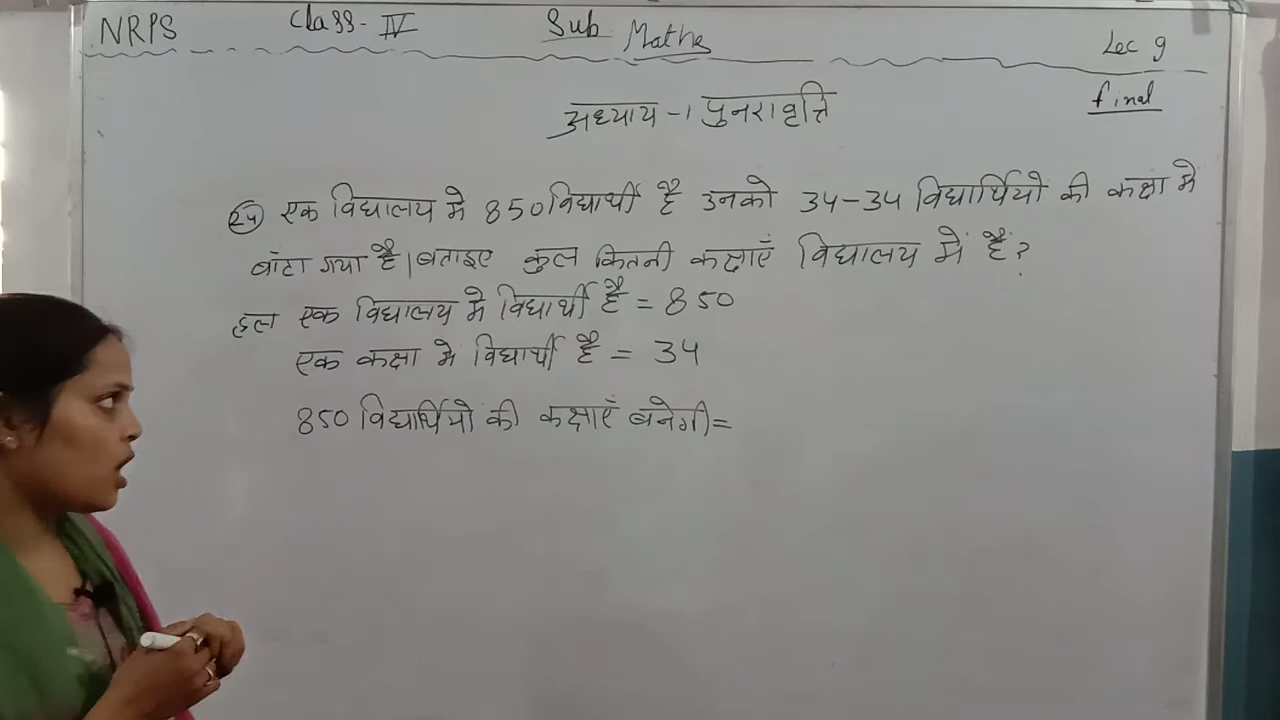 NRPS Class-IV Sub Maths Lec 9
final
अध्याय-1 पुनरावृत्ति
24 एक विद्यालय मे 850 विद्यार्थी है उनको 34-34 विद्यार्थियो की कक्षा मे
बांटा गया है। बताइए कुल कितनी कक्षाएँ विद्यालय में हैं?
हल एक विद्यालय मे विद्यार्थी है = 850
एक कक्षा मे विद्यार्थी है = 34
850 विद्यार्थियो की कक्षाएँ बनेगी=